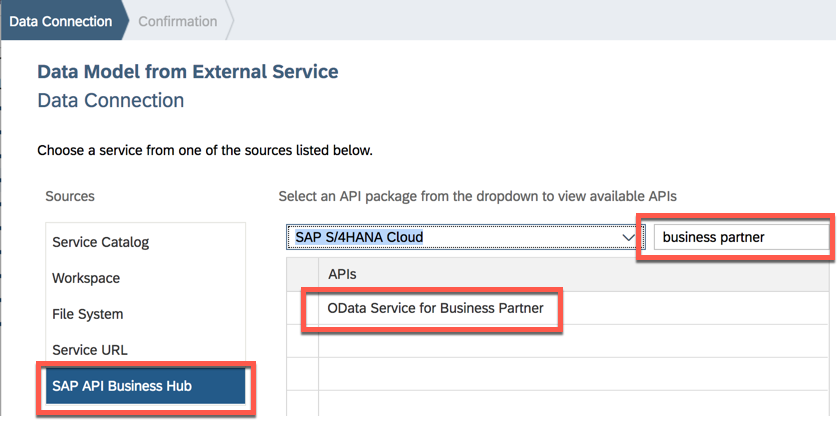 Data Connection
Confirmation
Data Model from External Service
Data Connection
Choose a service from one of the sources listed below.
Sources
Select an API package from the dropdown to view available APIs
Service Catalog
Workspace
File System
Service URL
SAP API Business Hub
SAP S/4HANA Cloud
business partner
APIs
OData Service for Business Partner